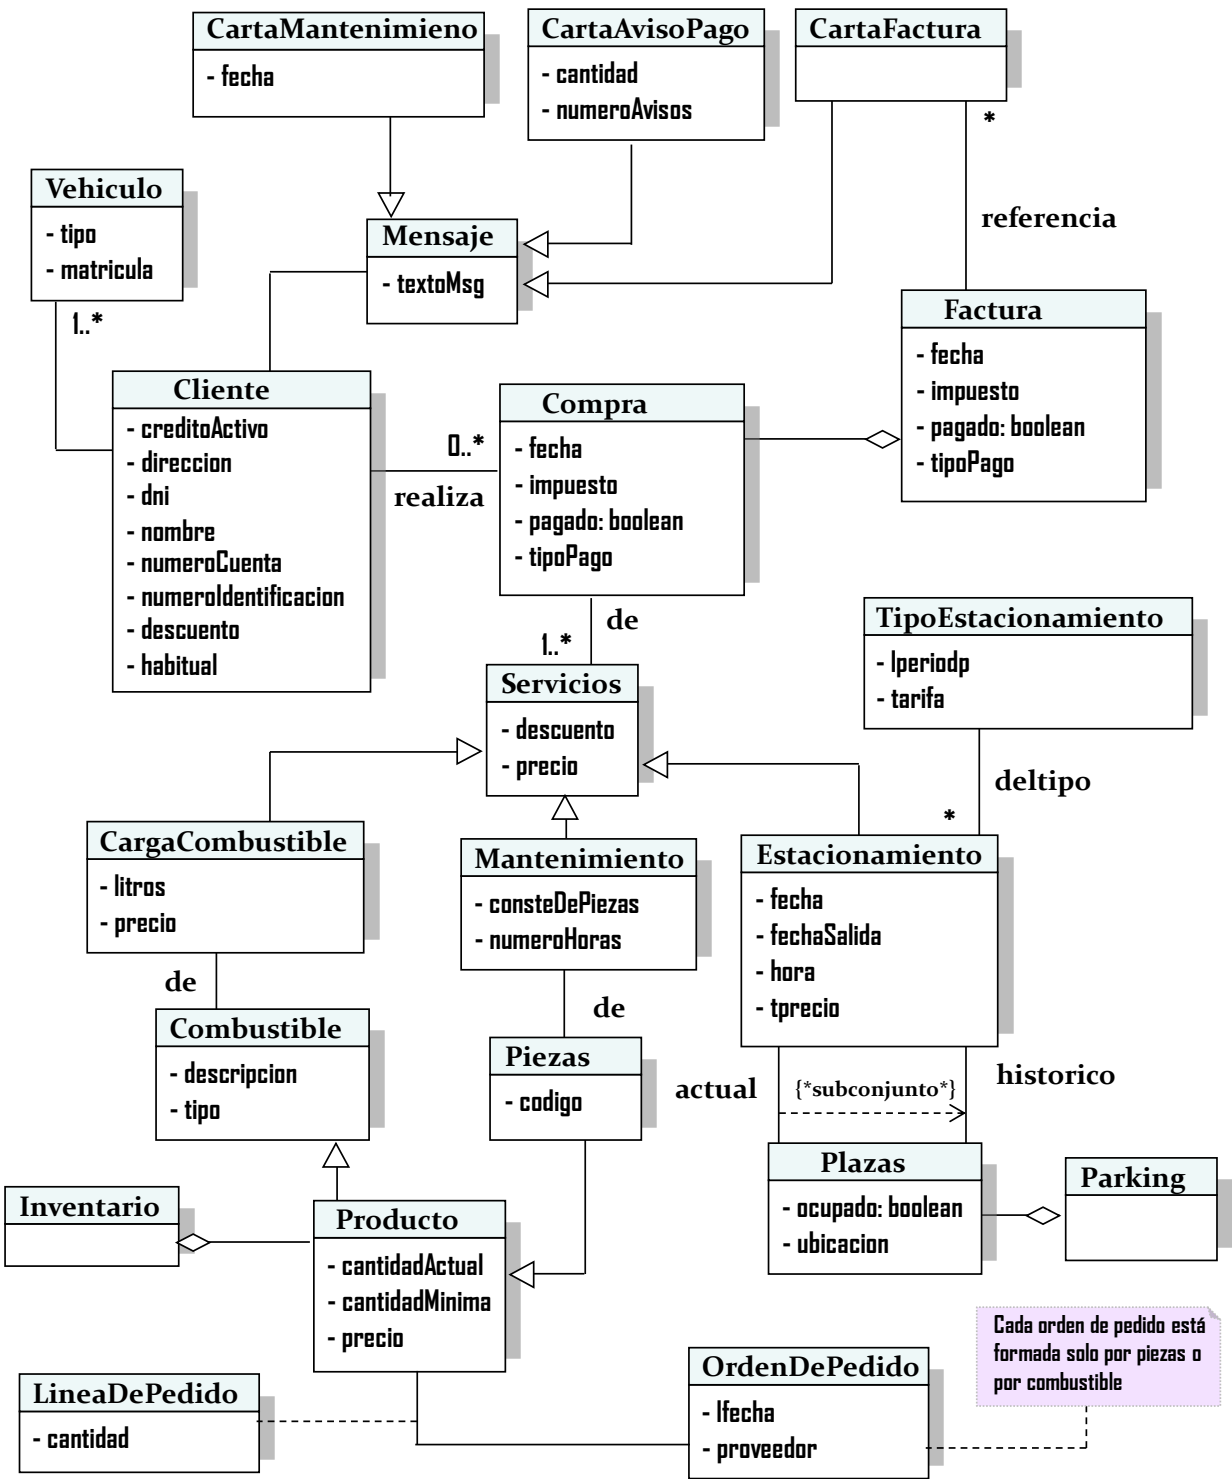 CartaMantenimieno
- fecha
CartaAvisoPago
- cantidad
- numeroAvisos
CartaFactura
*
referencia
Vehiculo
- tipo
- matricula
1..*
Mensaje
- textoMsg
Factura
- fecha
- impuesto
- pagado: boolean
- tipoPago
Cliente
- creditoActivo
- direccion
- dni
- nombre
- numeroCuenta
- numeroIdentificacion
- descuento
- habitual
0..*
realiza
Compra
- fecha
- impuesto
- pagado: boolean
- tipoPago
de
1..*
Servicios
- descuento
- precio
TipoEstacionamiento
- lperiodp
- tarifa
deltipo
*
CargaCombustible
- litros
- precio
de
Mantenimiento
- consteDePiezas
- numeroHoras
de
Estacionamiento
- fecha
- fechaSalida
- hora
- tprecio
Combustible
- descripcion
- tipo
Piezas
- codigo
actual
{*subconjunto*}
historico
Plazas
- ocupado: boolean
- ubicacion
Parking
Inventario
Producto
- cantidadActual
- cantidadMinima
- precio
LineaDePedido
- cantidad
OrdenDePedido
- lfecha
- proveedor
Cada orden de pedido está
formada solo por piezas o
por combustible